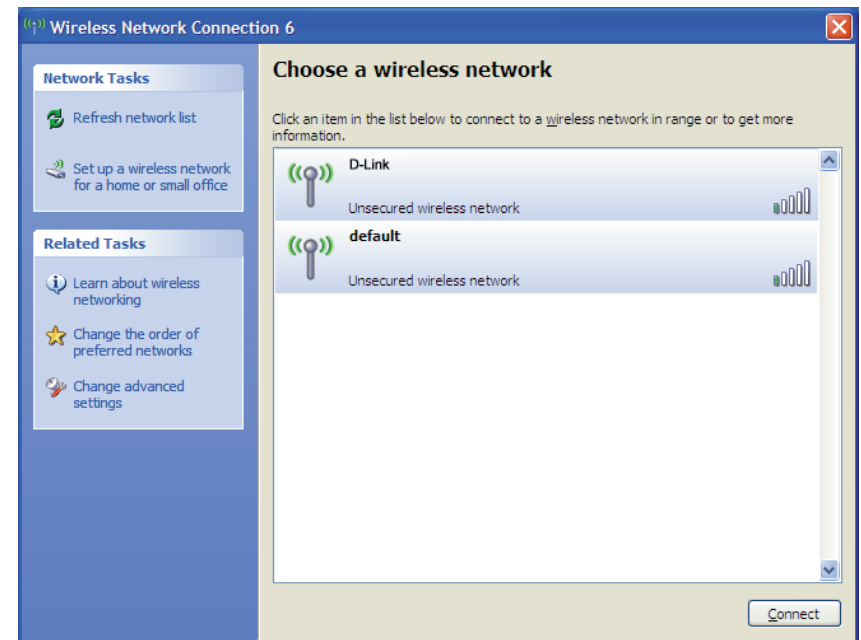 Wireless Network Connection 6
Network Tasks
Refresh network list
Set up a wireless network
for a home or small office
Related Tasks
Learn about wireless
networking
Change the order of
preferred networks
Change advanced
settings
Choose a wireless network
Click an item in the list below to connect to a wireless network in range or to get more
information.
D-Link
Unsecured wireless network
default
Unsecured wireless network
Connect